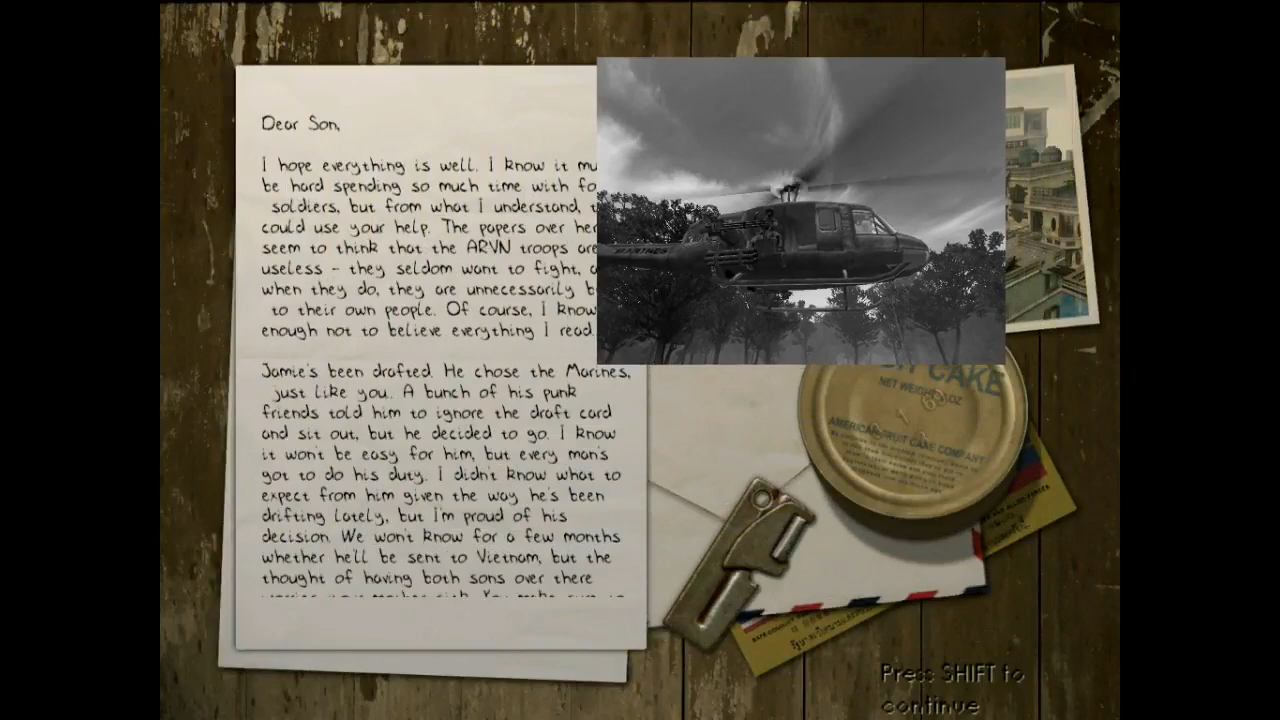 Dear Son,
I hope everything is well. I know it mu
be hard spending so much time with fo
soldiers, but from what I understand, t
could use your help. The papers over her
seem to think that the ARVN troops are
useless - they seldom want to fight, a
when they do, they are unnecessarily b
to their own people. Of course, I know
enough not to believe everything I read.
Jamie's been drafted. He chose the Marines,
just like you. A bunch of his punk
friends told him to ignore the draft card
and sit out, but he decided to go. I know
it won't be easy for him, but every man's
got to do his duty. I didn't know what to
expect from him given the way he's been
drifting lately, but I'm proud of his
decision. We won't know for a few months
whether he'll be sent to Vietnam, but the
thought of having both sons over there
MARINES
CAKE
NET WEIGHT OZ
AMERICAN FRUIT CAKE COMPANY
Press SHIFT to
continue